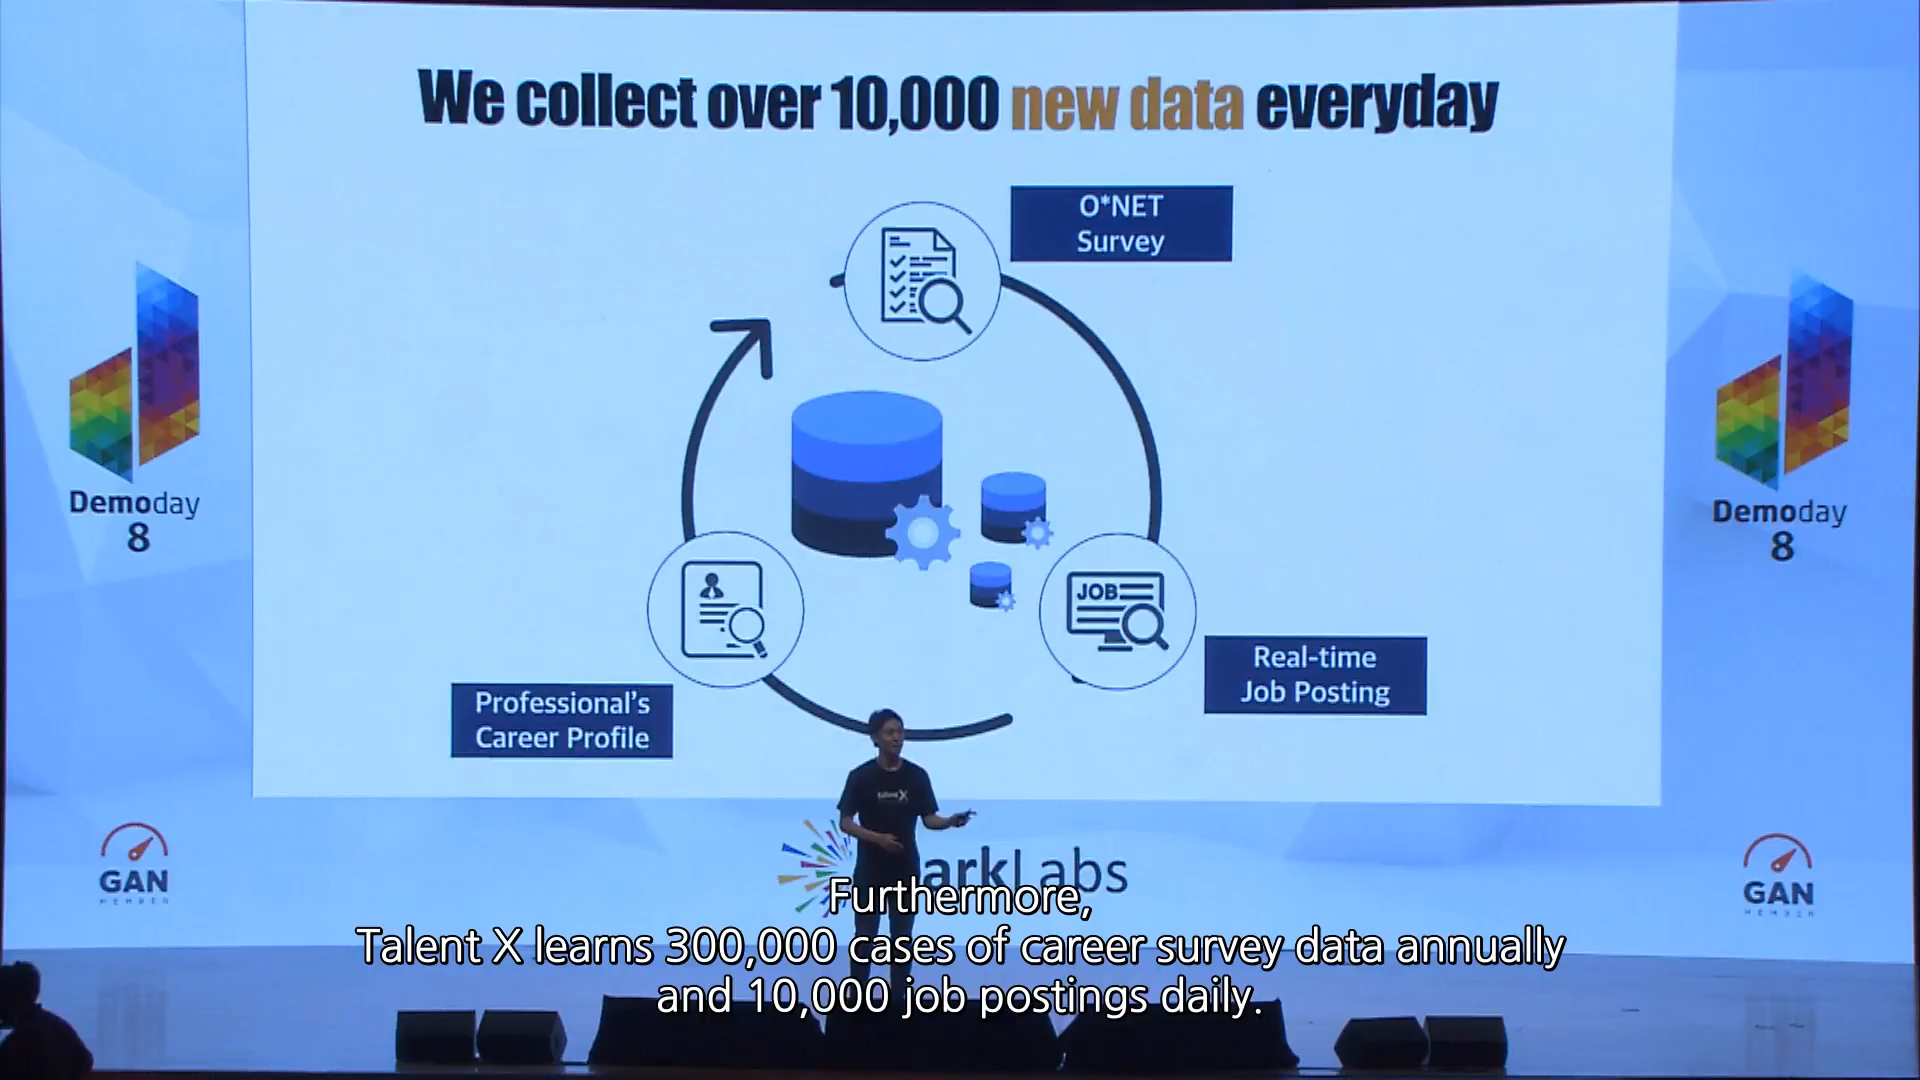 We collect over 10,000 new data everyday
O*NET
Survey
JOB
Real-time
Job Posting
Professional's
Career Profile
Demoday
8
Demoday
8
talent X
GAN
MEMBER
GAN
MEMBER
arkLabs
Furthermore,
Talent X learns 300,000 cases of career survey data annually
and 10,000 job postings daily.